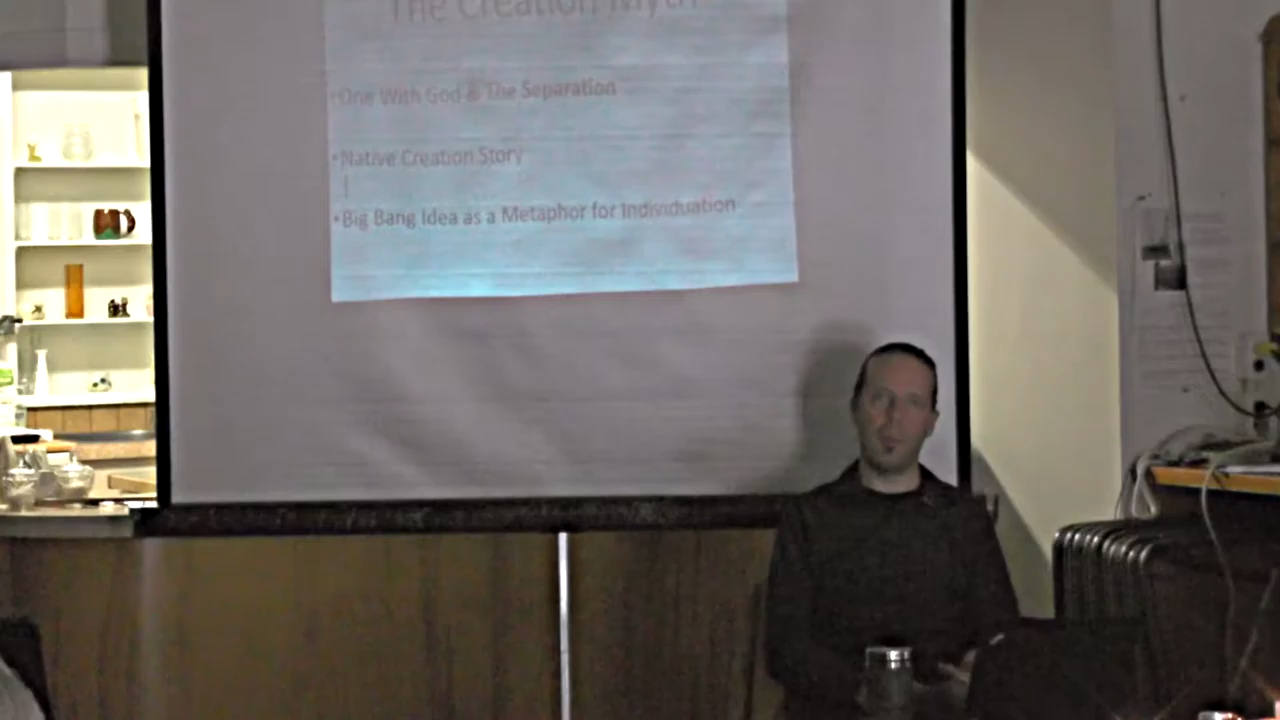 The Creation Myth
•One With God & The Separation
•Native Creation Story
•Big Bang Idea as a Metaphor for Individuation